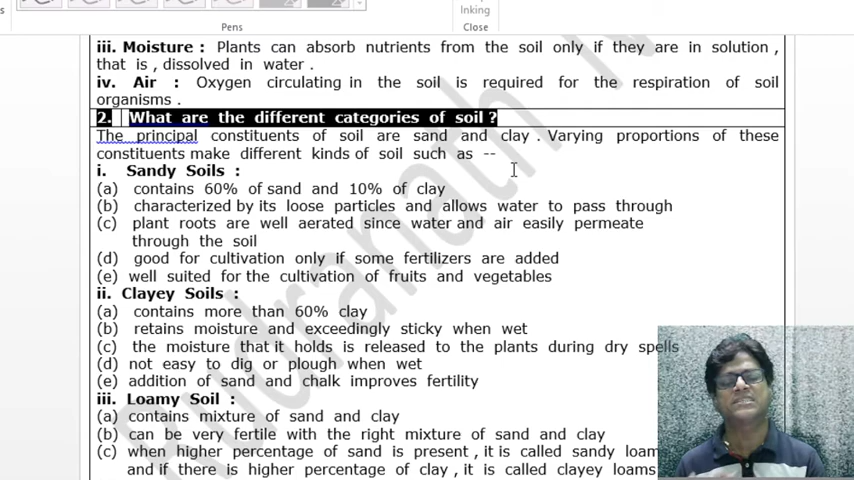 Inking
Pens
Close
iii. Moisture : Plants can absorb nutrients from the soil only if they are in solution ,
that is , dissolved in water .
iv. Air : Oxygen circulating in the soil is required for the respiration of soil
organisms .
2. What are the different categories of soil ?
The principal constituents of soil are sand and clay . Varying proportions of these
constituents make different kinds of soil such as --
i. Sandy Soils :
(a) contains 60% of sand and 10% of clay
(b) characterized by its loose particles and allows water to pass through
(c) plant roots are well aerated since water and air easily permeate
through the soil
(d) good for cultivation only if some fertilizers are added
(e) well suited for the cultivation of fruits and vegetables
ii. Clayey Soils :
(a) contains more than 60% clay
(b) retains moisture and exceedingly sticky when wet
(c) the moisture that it holds is released to the plants during dry spells
(d) not easy to dig or plough when wet
(e) addition of sand and chalk improves fertility
iii. Loamy Soil :
(a) contains mixture of sand and clay
(b) can be very fertile with the right mixture of sand and clay
(c) when higher percentage of sand is present , it is called sandy loam
and if there is higher percentage of clay , it is called clayey loams
Rudranath